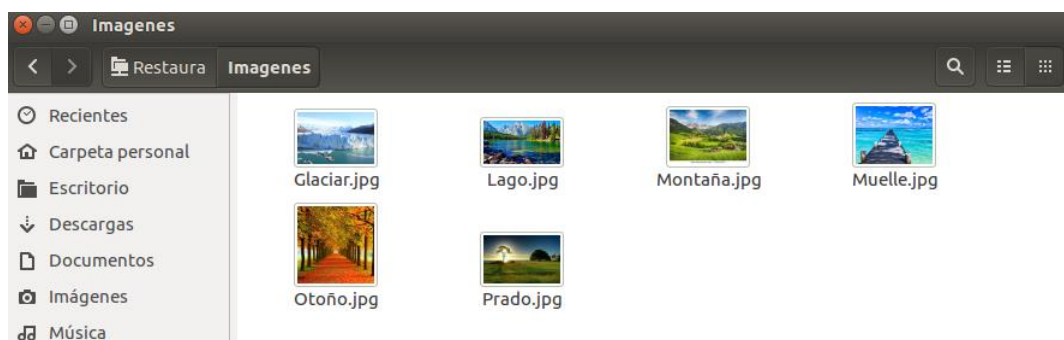 Imagenes
Restaura Imagenes
Recientes
Carpeta personal
Escritorio
Descargas
Documentos
Imágenes
Música
Glaciar.jpg Lago.jpg Montaña.jpg Muelle.jpg
Otoño.jpg Prado.jpg